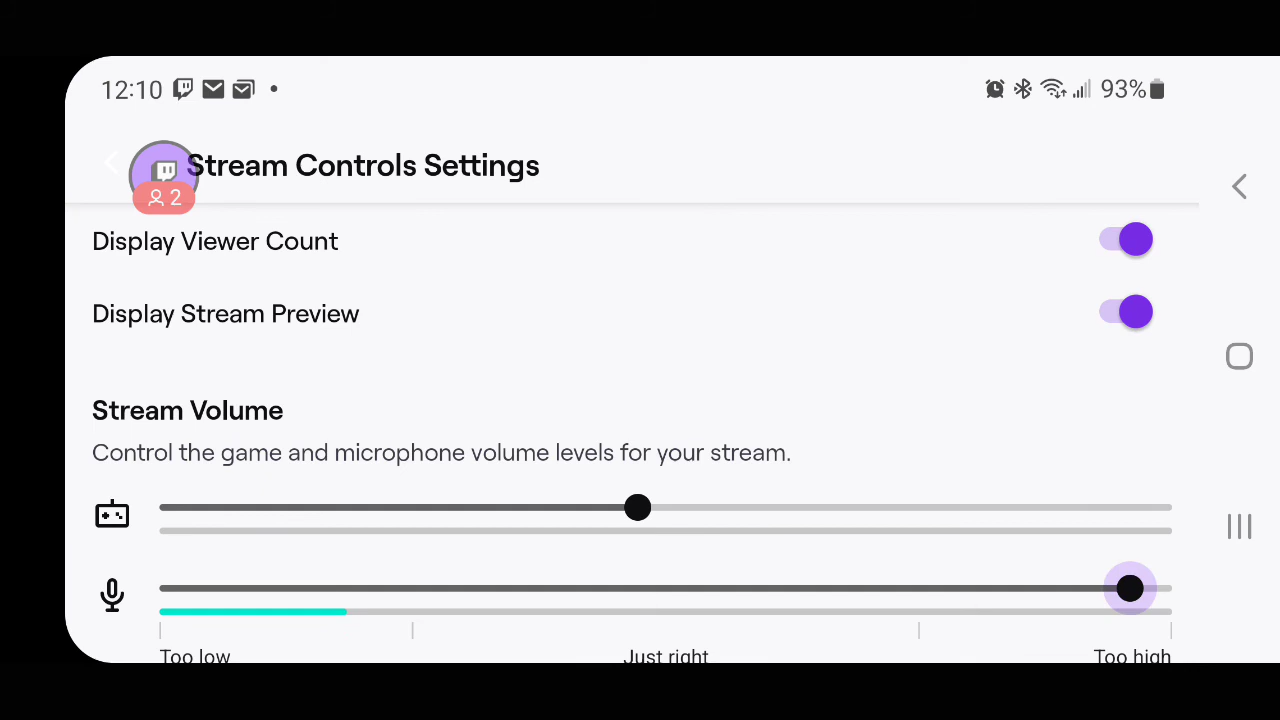 12:10 93%
Stream Controls Settings
2
Display Viewer Count
Display Stream Preview
Stream Volume
Control the game and microphone volume levels for your stream.
Too low Just right Too high